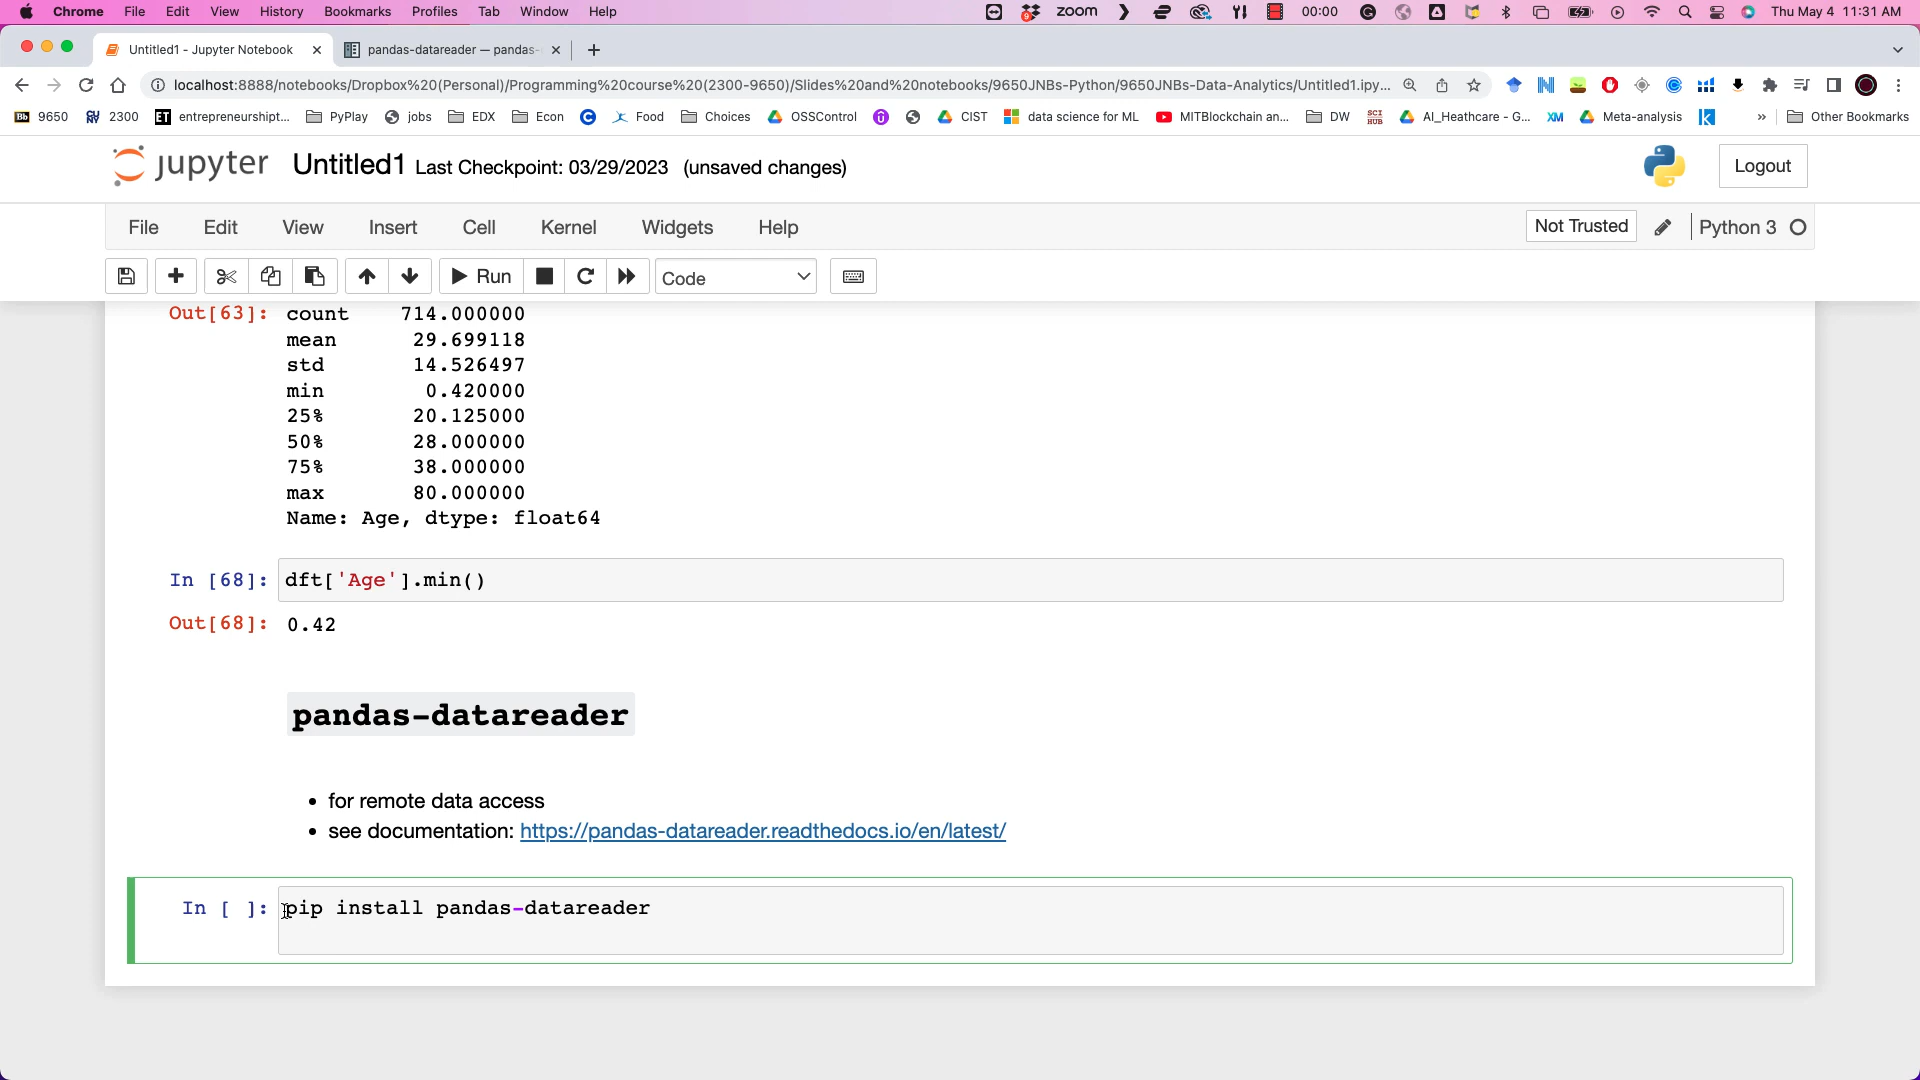 Chrome File Edit View History Bookmarks Profiles Tab Window Help 9 zoom 00:00 Thu May 4 11:31 AM
Untitled1 - Jupyter Notebook pandas-datareader — pandas-
localhost:8888/notebooks/Dropbox%20(Personal)/Programming%20course%20(2300-9650)/Slides%20and%20notebooks/9650JNBs-Python/9650JNBs-Data-Analytics/Untitled1.ipy...
Bb 9650 2300 ET entrepreneurshipt... PyPlay jobs EDX Econ Food Choices OSSControl CIST data science for ML MITBlockchain an... DW SCI HUB AI_Heathcare - G... XM Meta-analysis » Other Bookmarks
jupyter Untitled1 Last Checkpoint: 03/29/2023 (unsaved changes) Logout
File Edit View Insert Cell Kernel Widgets Help Not Trusted Python 3
Run Code
Out[63]: count 714.000000
mean 29.699118
std 14.526497
min 0.420000
25% 20.125000
50% 28.000000
75% 38.000000
max 80.000000
Name: Age, dtype: float64
In [68]: dft['Age'].min()
Out[68]: 0.42
pandas-datareader
• for remote data access
• see documentation: https://pandas-datareader.readthedocs.io/en/latest/
In [ ]: pip install pandas-datareader